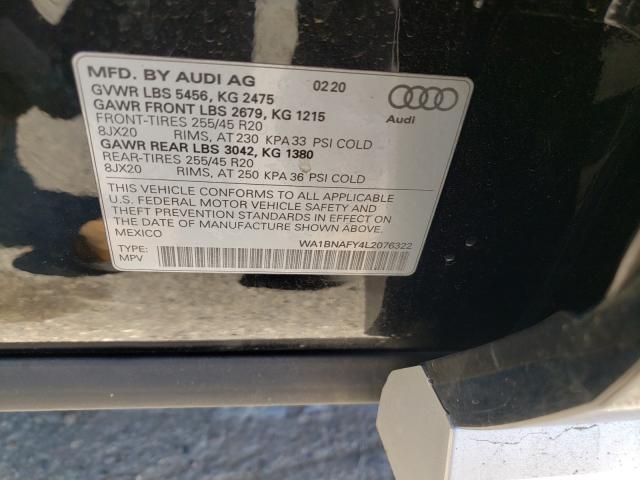 MFD. BY AUDI AG 02 20
GVWR LBS 5456, KG 2475
GAWR FRONT LBS 2679, KG 1215
FRONT-TIRES 255/45 R20
8JX20 RIMS, AT 230 KPA 33 PSI COLD
GAWR REAR LBS 3042, KG 1380
REAR-TIRES 255/45 R20
8JX20 RIMS, AT 250 KPA 36 PSI COLD
Audi
THIS VEHICLE CONFORMS TO ALL APPLICABLE
U.S. FEDERAL MOTOR VEHICLE SAFETY AND
THEFT PREVENTION STANDARDS IN EFFECT ON
THE DATE OF MANUFACTURE SHOWN ABOVE.
MEXICO
WA1BNAFY4L2076322
TYPE:
MPV